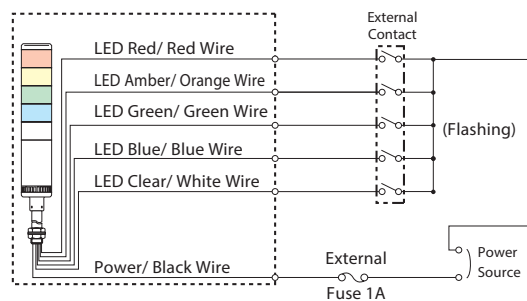 External
Contact
LED Red/ Red Wire
LED Amber/ Orange Wire
LED Green/ Green Wire
(Flashing)
LED Blue/ Blue Wire
LED Clear/ White Wire
Power/ Black Wire
External
Fuse 1A
Power
Source